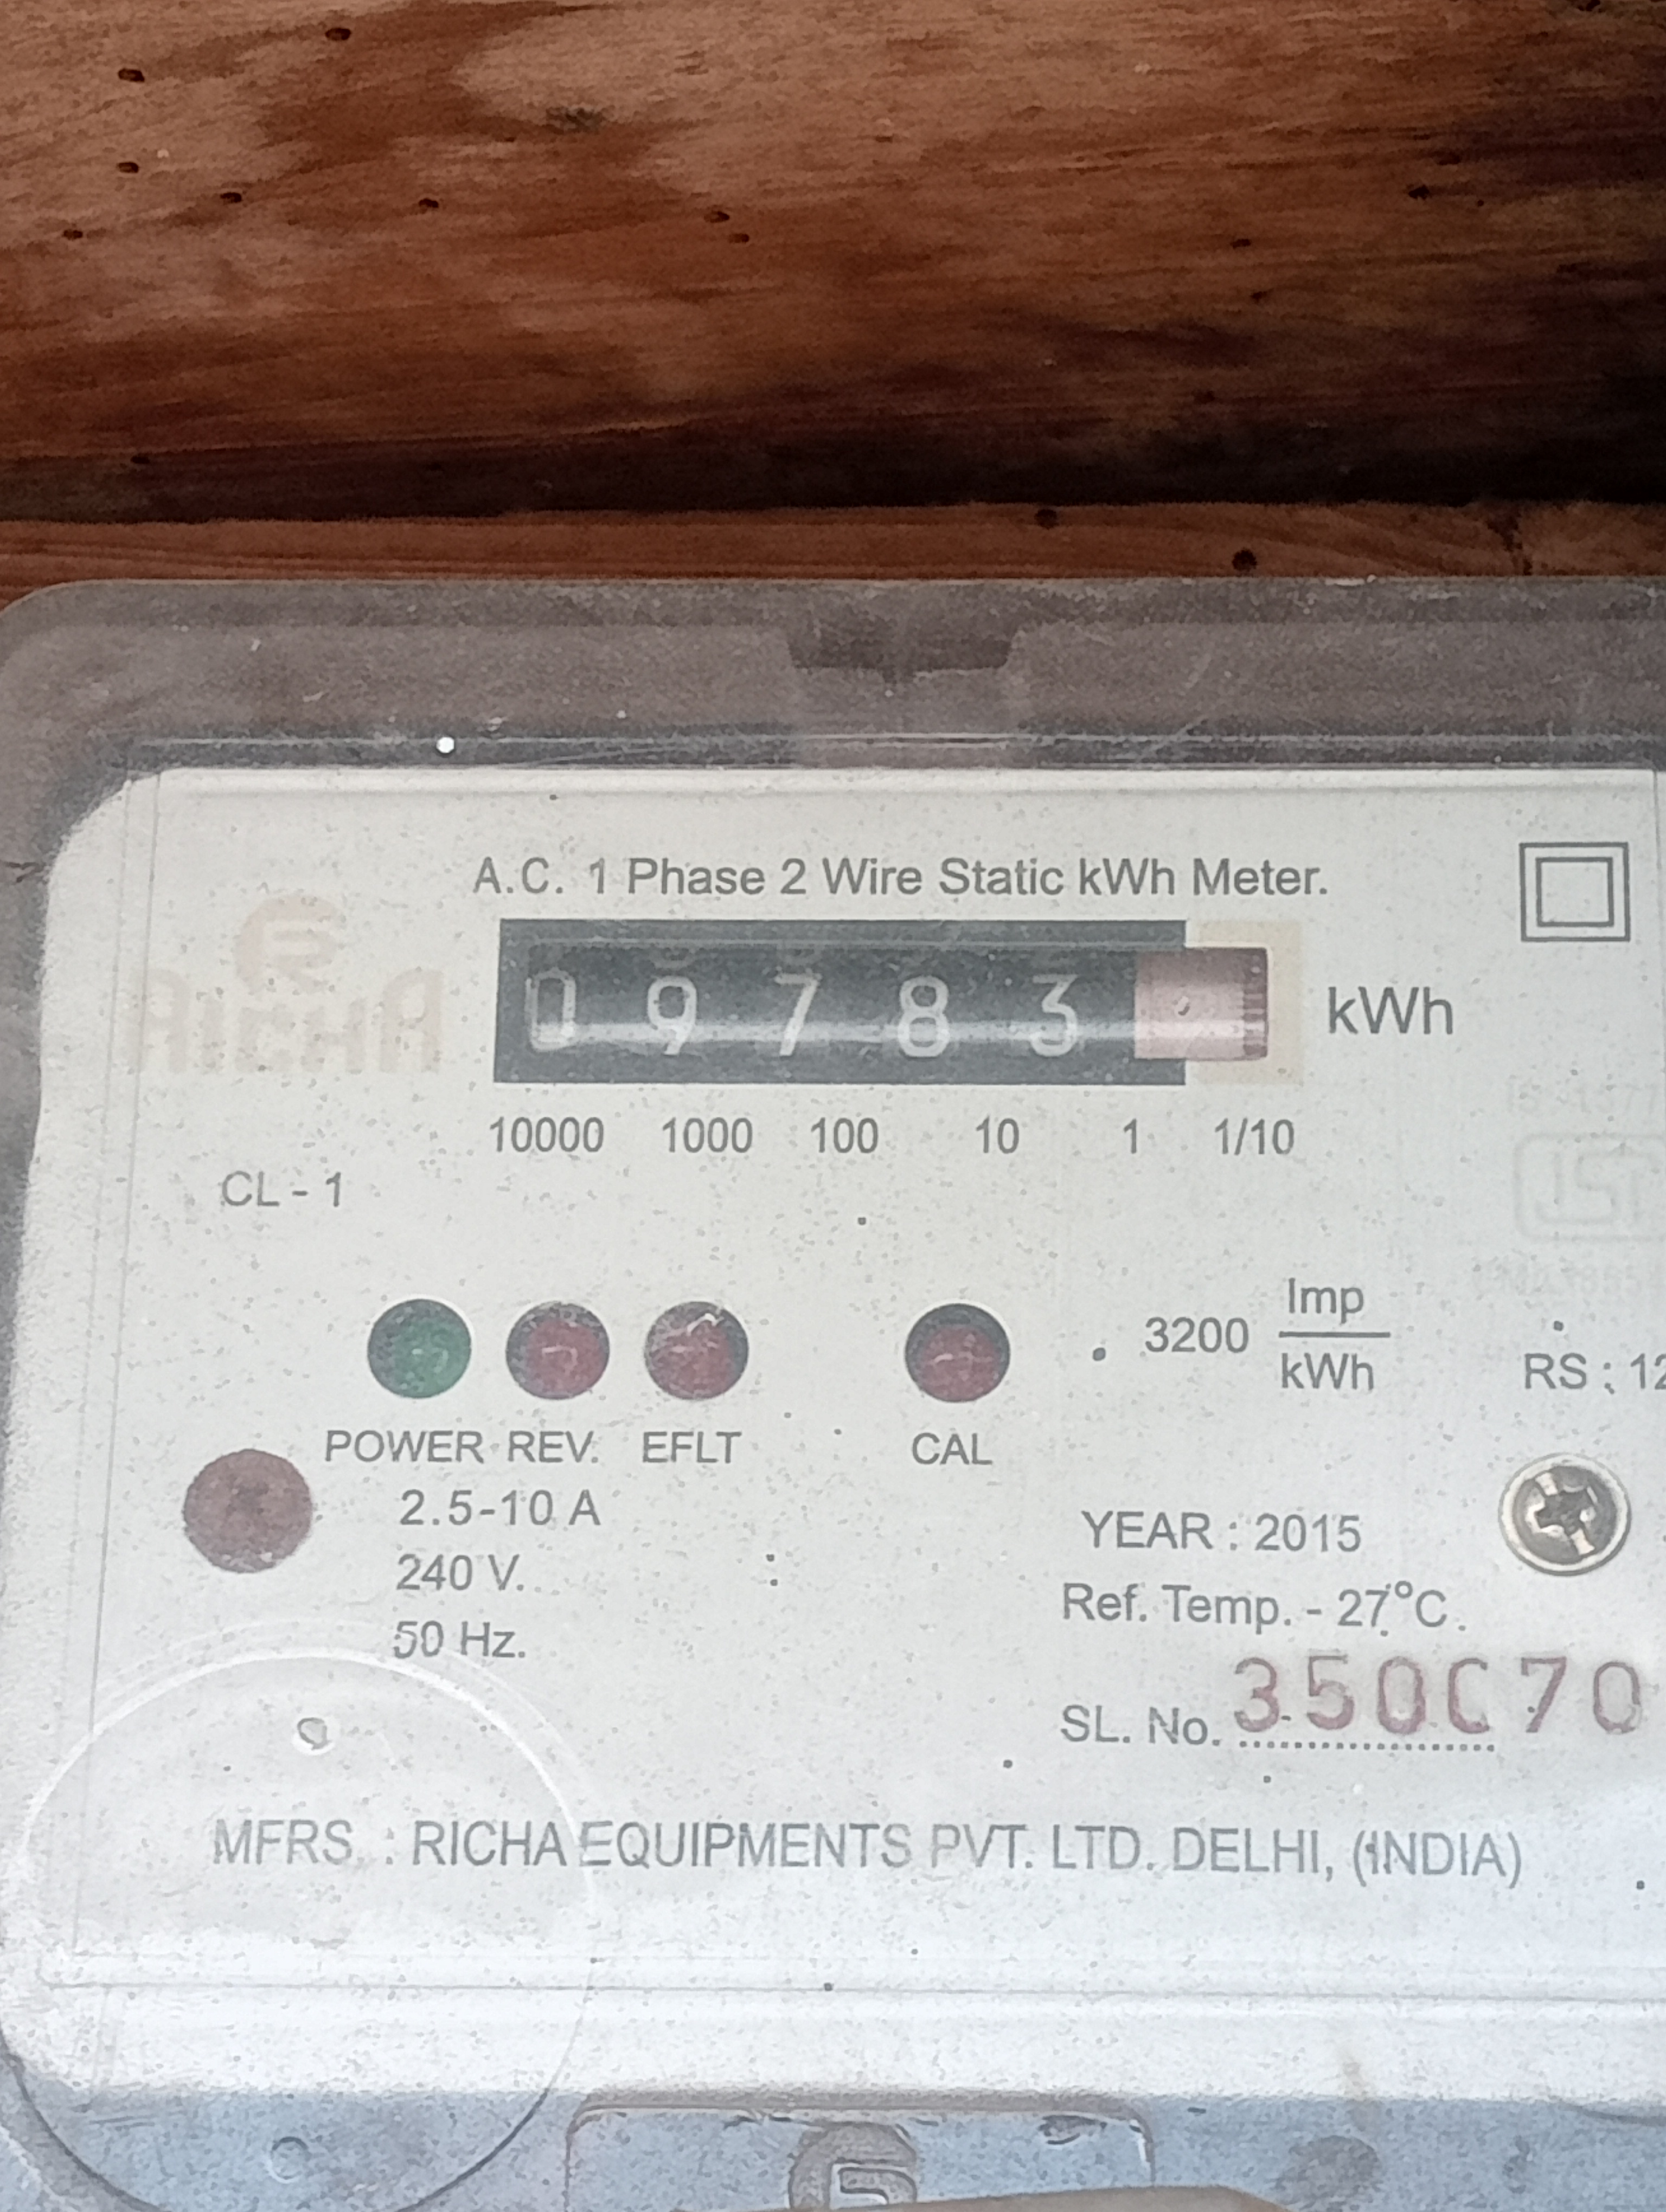 A.C. 1 Phase 2 Wire Static kWh Meter.
RICHA
0 9 7 8 3
kWh
10000 1000 100 10 1 1/10
CL - 1
3200 Imp
kWh
RS : 12
POWER REV. EFLT CAL
2.5-10 A
240 V.
50 Hz.
YEAR : 2015
Ref. Temp. - 27°C.
SL. No. 350C70
MFRS. : RICHA EQUIPMENTS PVT. LTD. DELHI, (INDIA)